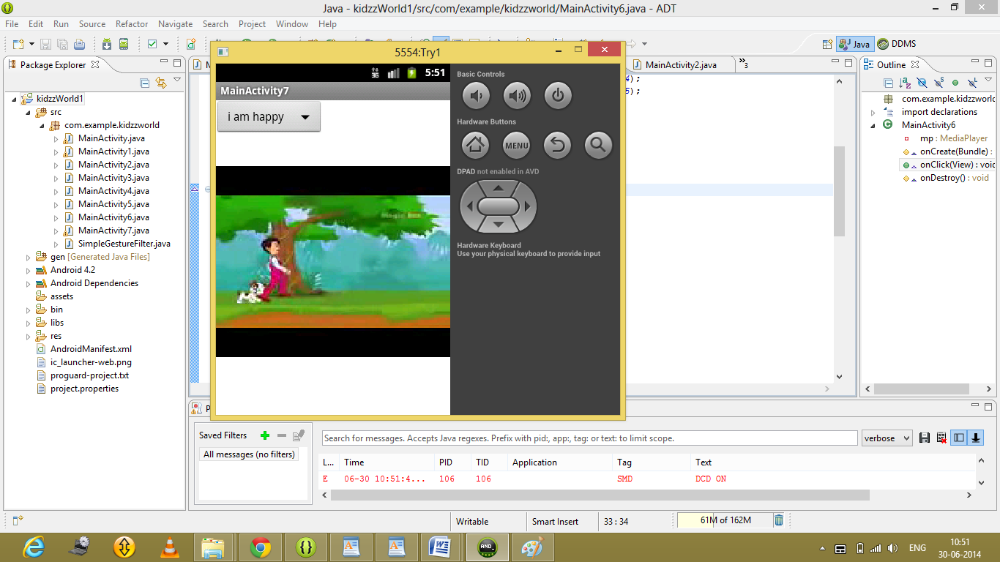 Java - kidzzWorld1/src/com/example/kidzzworld/MainActivity6.java - ADT
File Edit Run Source Refactor Navigate Search Project Window Help
Java DDMS
Package Explorer
kidzzWorld1
src
com.example.kidzzworld
MainActivity.java
MainActivity1.java
MainActivity2.java
MainActivity3.java
MainActivity4.java
MainActivity5.java
MainActivity6.java
MainActivity7.java
SimpleGestureFilter.java
gen [Generated Java Files]
Android 4.2
Android Dependencies
assets
bin
libs
res
AndroidManifest.xml
ic_launcher-web.png
proguard-project.txt
project.properties
5554:Try1
3G 5:51
MainActivity7
i am happy
Basic Controls
Hardware Buttons
MENU
DPAD not enabled in AVD
Hardware Keyboard
Use your physical keyboard to provide input
MainActivity2.java
»3
);
5);
Outline
com.example.kidzzworld
import declarations
MainActivity6
mp : MediaPlayer
onCreate(Bundle) :
onClick(View) : void
onDestroy() : void
Saved Filters
All messages (no filters)
Search for messages. Accepts Java regexes. Prefix with pid:, app:, tag: or text: to limit scope.
verbose
L... Time PID TID Application Tag Text
E 06-30 10:51:4... 106 106 SMD DCD ON
Writable Smart Insert 33 : 34 61M of 162M
ENG
10:51
30-06-2014